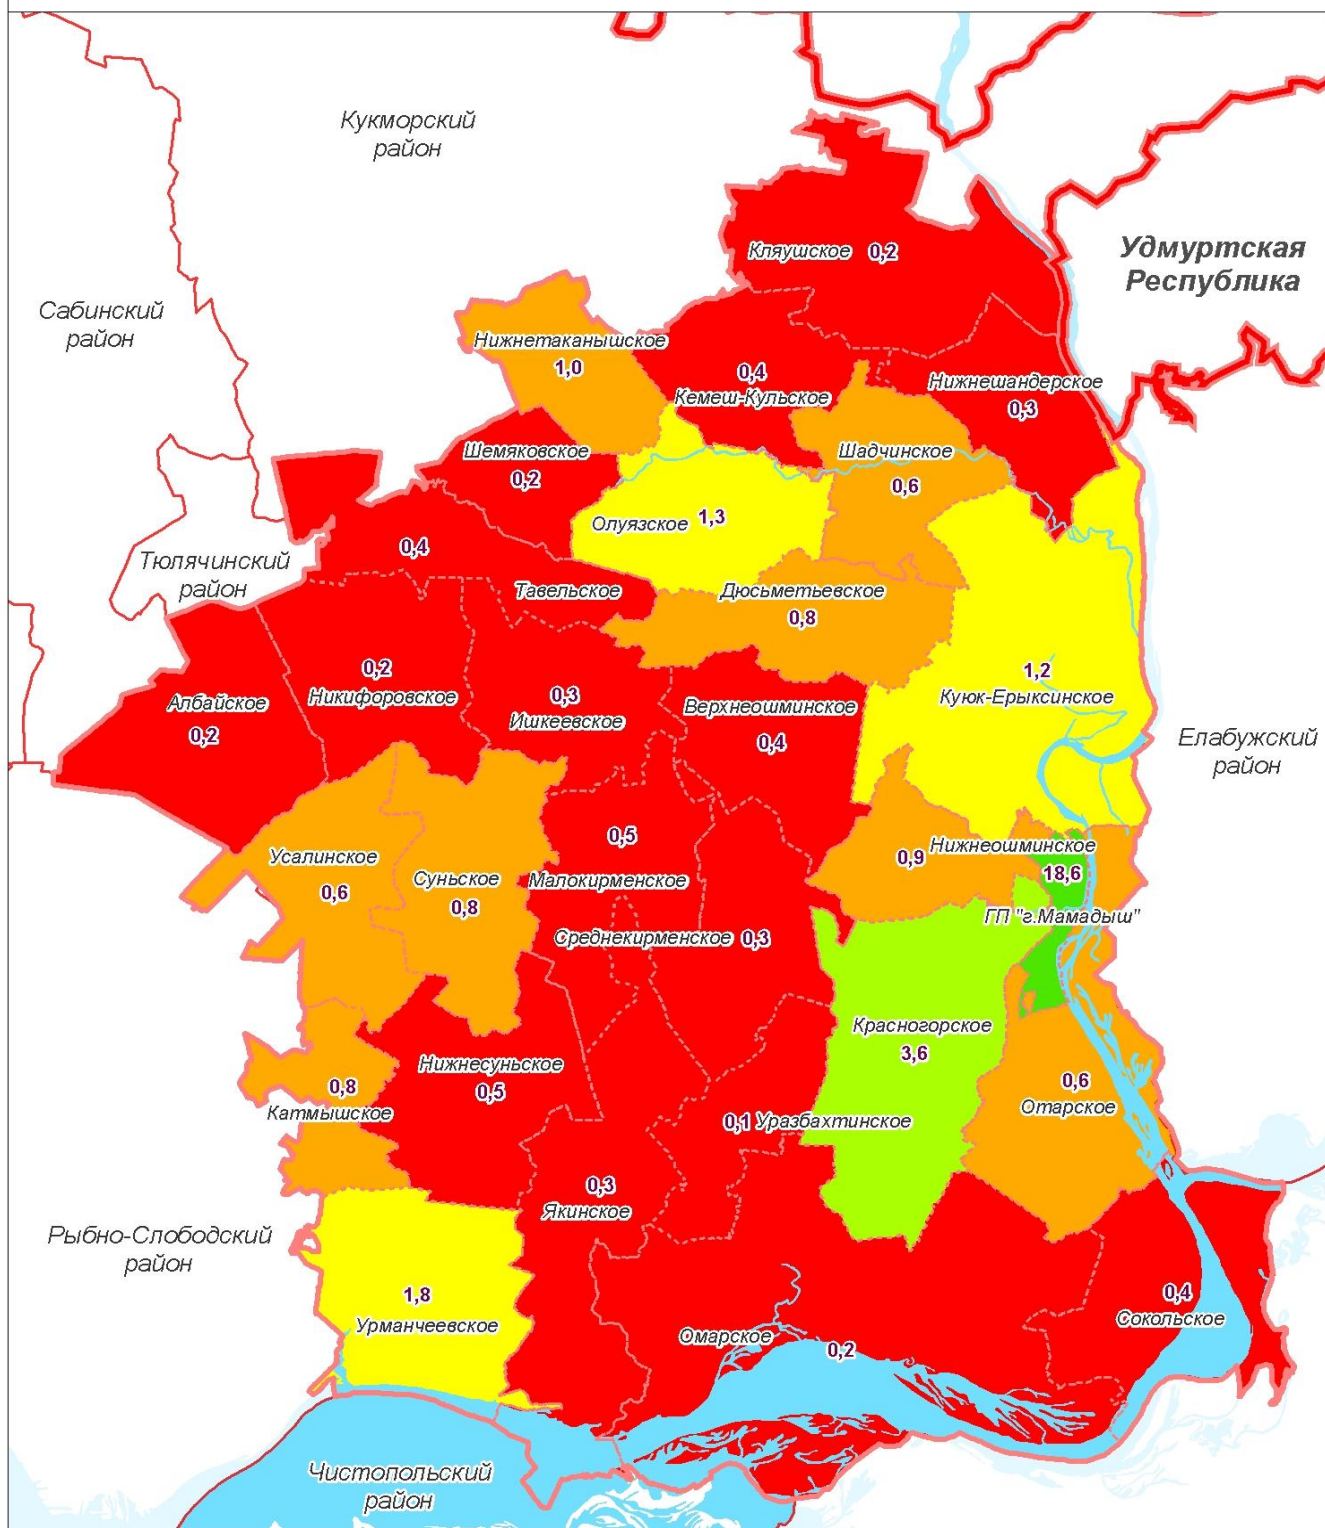 Кукморский
район
Удмуртская
Республика
Кляушское 0,2
Сабинский
район
Нижнетаканышское
1,0
0,4
Кемеш-Кульское
Нижнешандерское
0,3
Шемяковское
0,2
Шадчинское
0,6
Олуязское 1,3
0,4
Тюлячинский
район
Тавельское
Дюсьметьевское
0,8
0,2
Никифоровское
0,3
Ишкеевское
1,2
Куюк-Ерыксинское
Албайское
0,2
Верхнеошминское
0,4
Елабужский
район
0,5
Малокирменское
Нижнеошминское
0,9
18,6
ГП "г.Мамадыш"
Усалинское
0,6
Суньское
0,8
Среднекирменское 0,3
Красногорское
3,6
Нижнесуньское
0,5
0,8
Катмышское
0,6
Отарское
0,1 Уразбахтинское
0,3
Якинское
Рыбно-Слободский
район
1,8
Урманчеевское
0,4
Сокольское
Омарское
0,2
Чистопольский
район